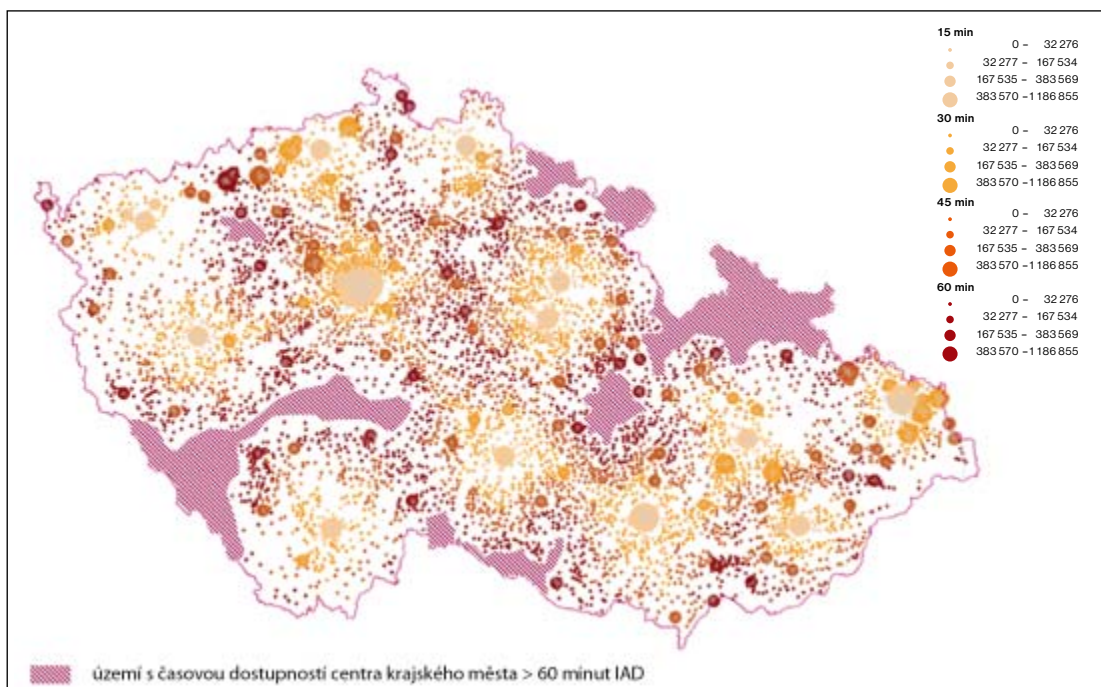 15 min
0 – 32 276
32 277 – 167 534
167 535 – 383 569
383 570 –1 186 855
30 min
0 – 32 276
32 277 – 167 534
167 535 – 383 569
383 570 –1 186 855
45 min
0 – 32 276
32 277 – 167 534
167 535 – 383 569
383 570 –1 186 855
60 min
0 – 32 276
32 277 – 167 534
167 535 – 383 569
383 570 –1 186 855
území s časovou dostupností centra krajského města > 60 minut IAD